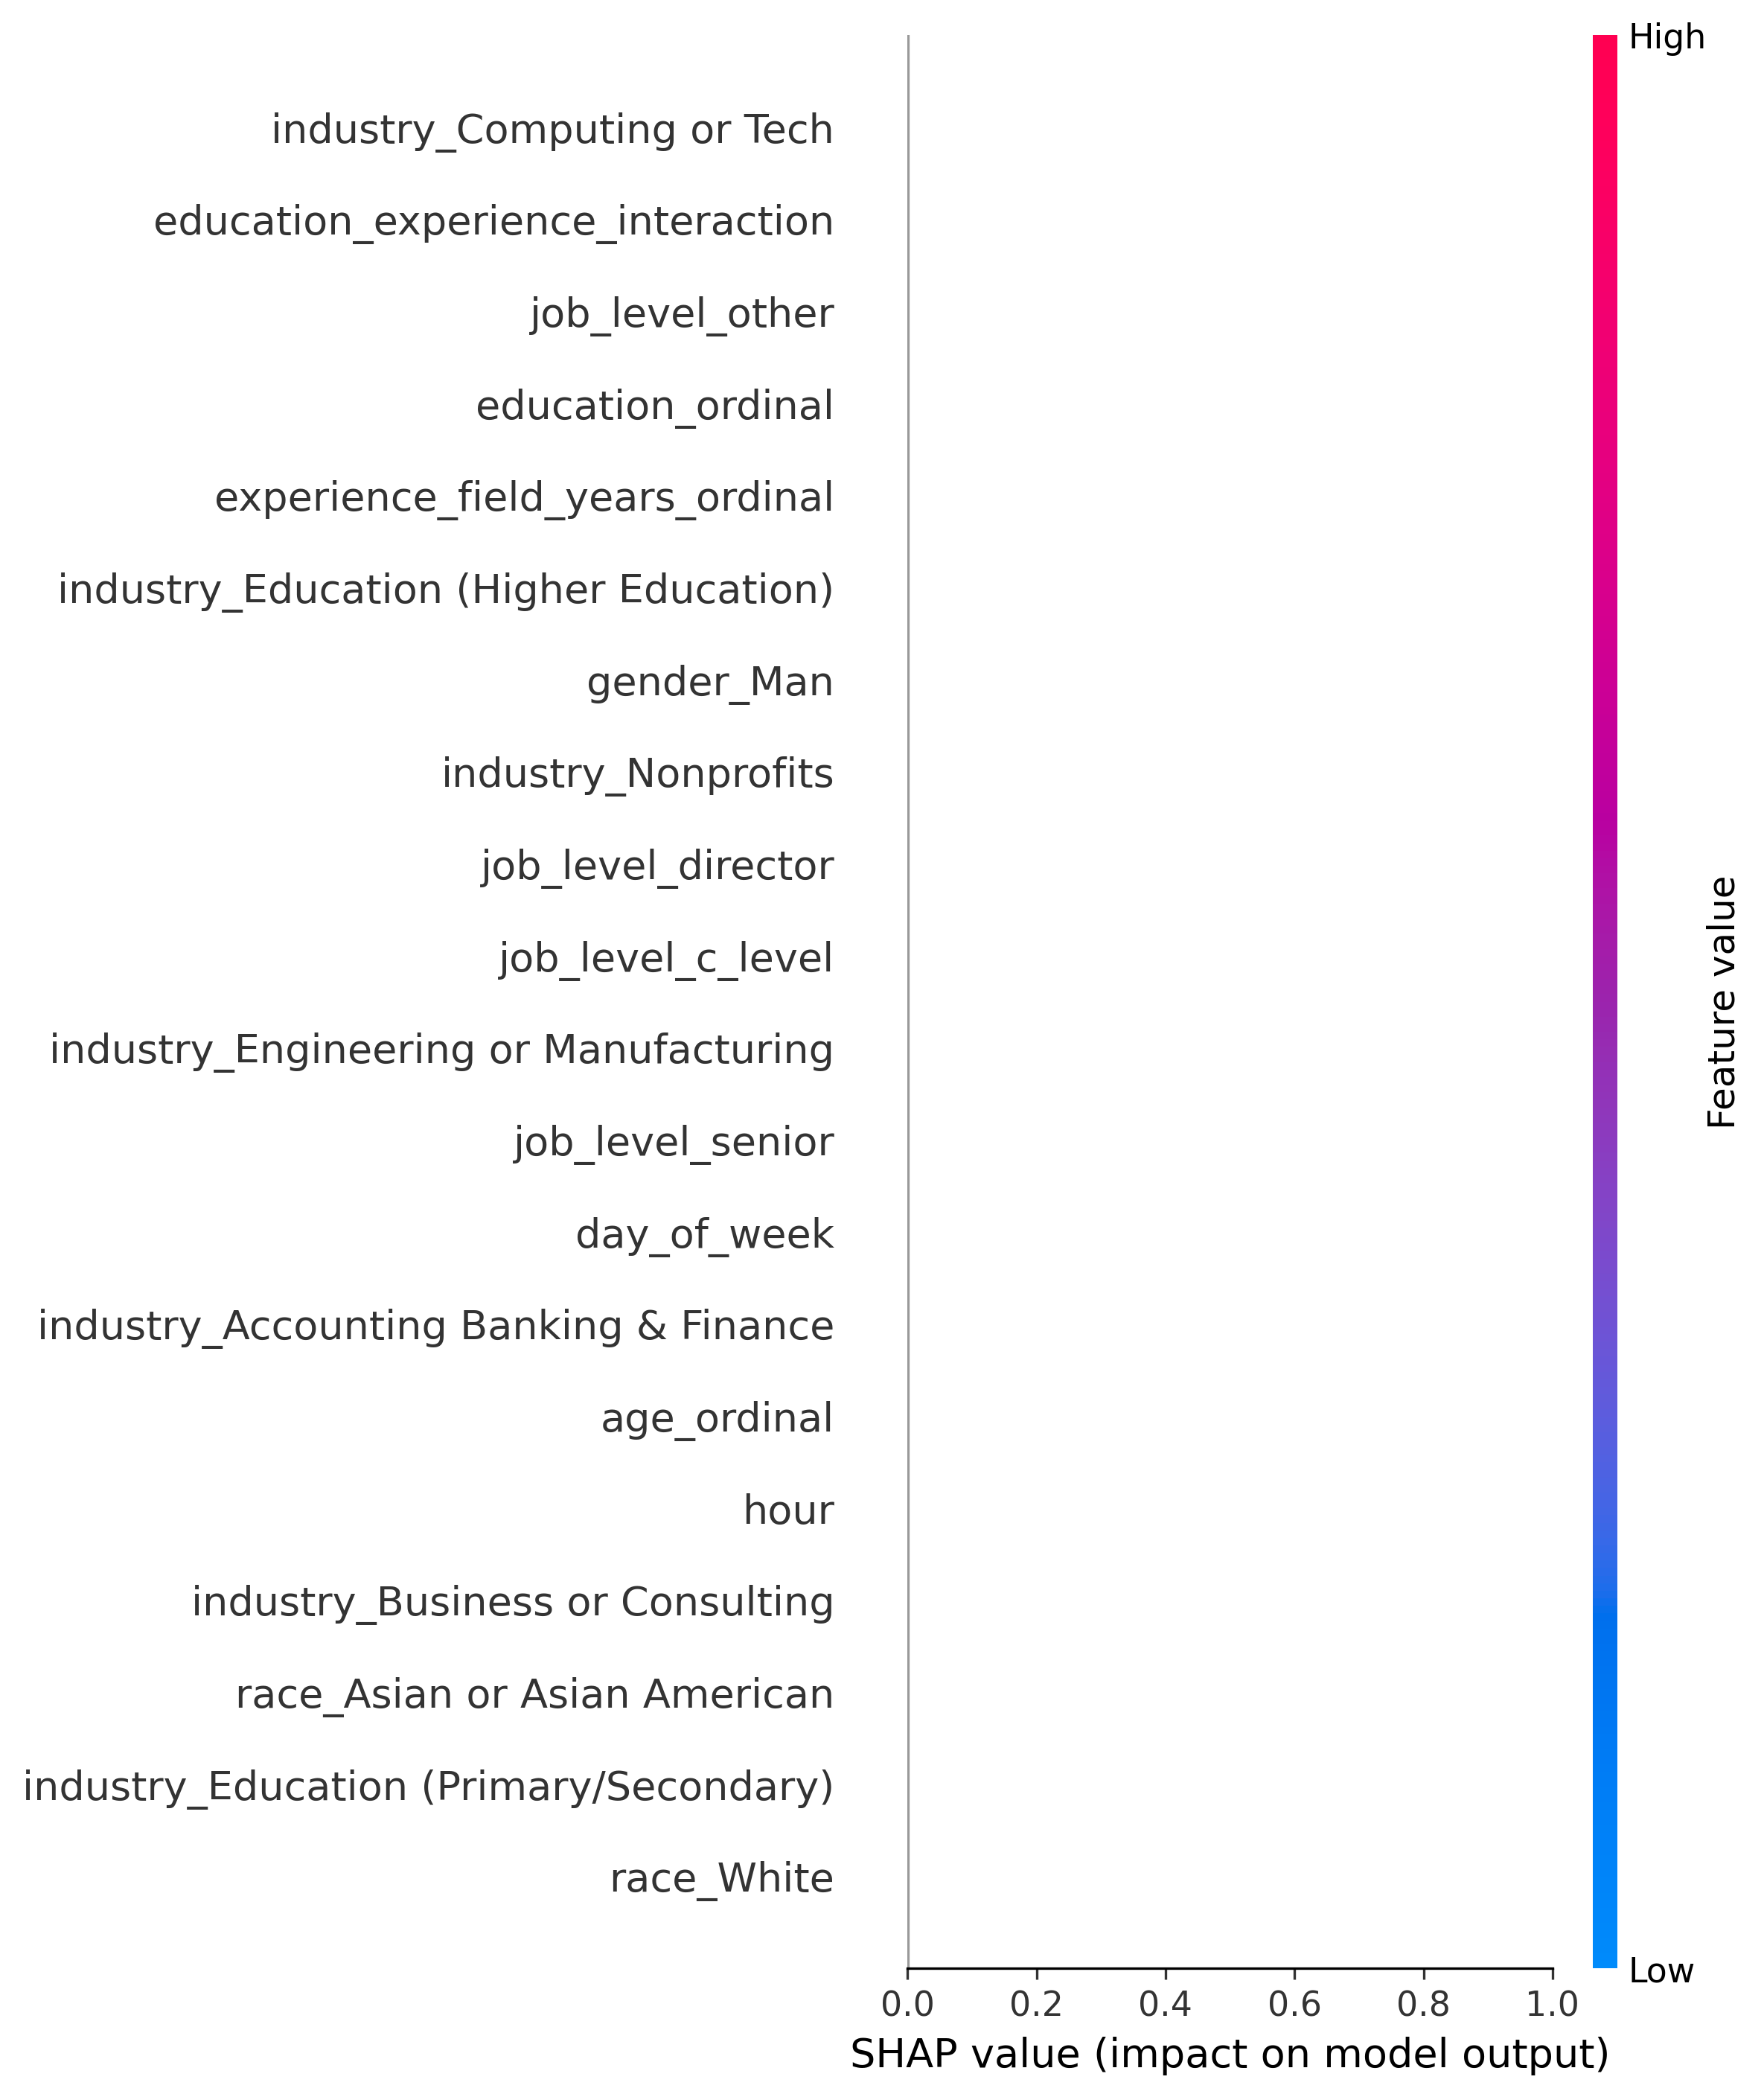 High
industry_Computing or Tech
education_experience_interaction
job_level_other
education_ordinal
experience_field_years_ordinal
industry_Education (Higher Education)
gender_Man
industry_Nonprofits
job_level_director
job_level_c_level
industry_Engineering or Manufacturing
job_level_senior
day_of_week
industry_Accounting Banking & Finance
age_ordinal
hour
industry_Business or Consulting
race_Asian or Asian American
industry_Education (Primary/Secondary)
race_White
Feature value
Low
0.0 0.2 0.4 0.6 0.8 1.0
SHAP value (impact on model output)